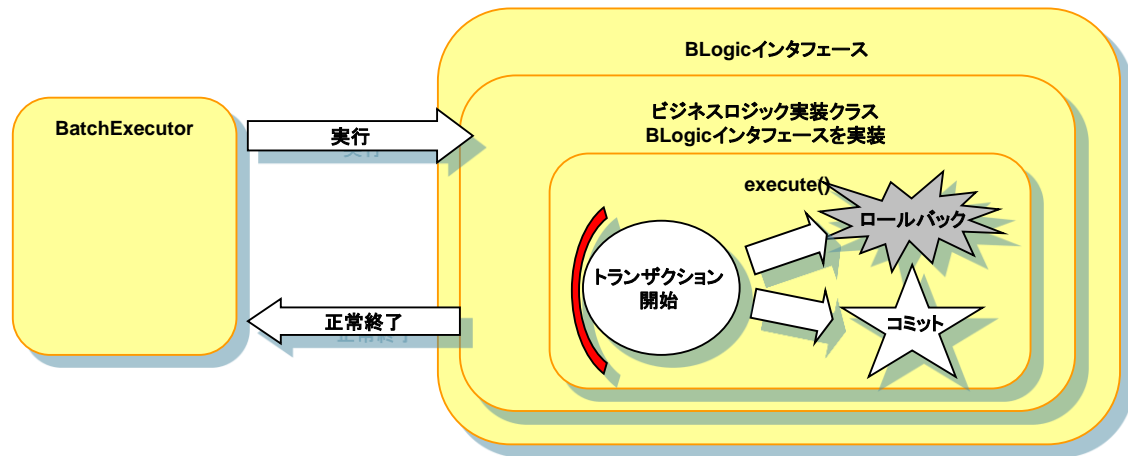 BLogicインタフェース
ビジネスロジック実装クラス
BLogicインタフェースを実装
BatchExecutor
実行
execute()
ロールバック
トランザクション
開始
正常終了
コミット